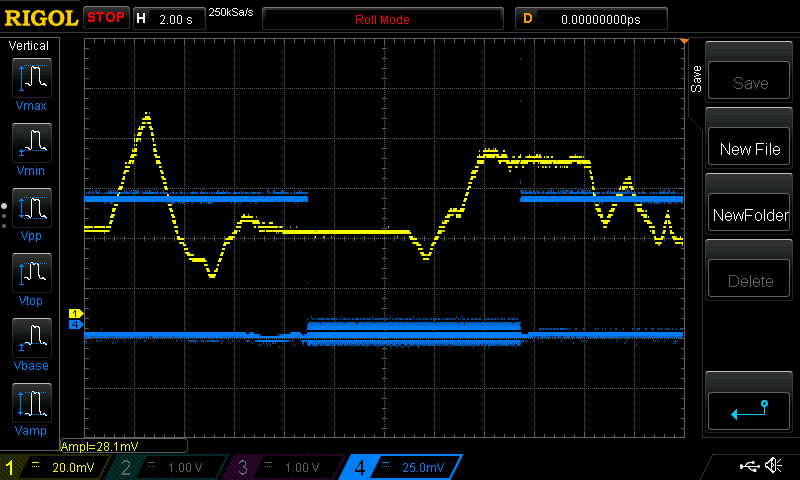 RIGOL STOP H 2.00 s 250kSa/s Roll Mode D 0.00000000ps
Vertical
Vmax
Vmin
Vpp
Vtop
Vbase
Vamp
Save
Save
New File
NewFolder
Delete
1
4
Ampl=28.1mV
1 20.0mV 2 1.00 V 3 1.00 V 4 25.0mV